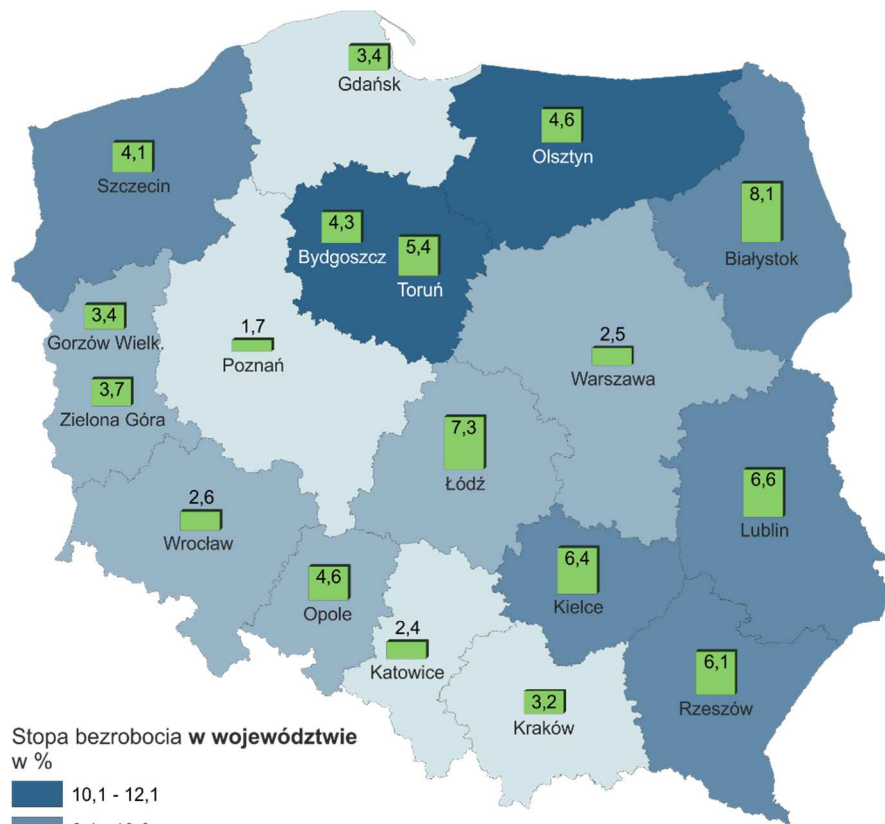 3,4
Gdańsk
4,6
Olsztyn
4,1
Szczecin
8,1
Białystok
4,3
Bydgoszcz
5,4
Toruń
3,4
Gorzów Wielk.
1,7
Poznań
2,5
Warszawa
3,7
Zielona Góra
7,3
Łódź
6,6
Lublin
2,6
Wrocław
6,4
Kielce
4,6
Opole
2,4
Katowice
6,1
Rzeszów
3,2
Kraków
Stopa bezrobocia w województwie
w %
10,1 - 12,1